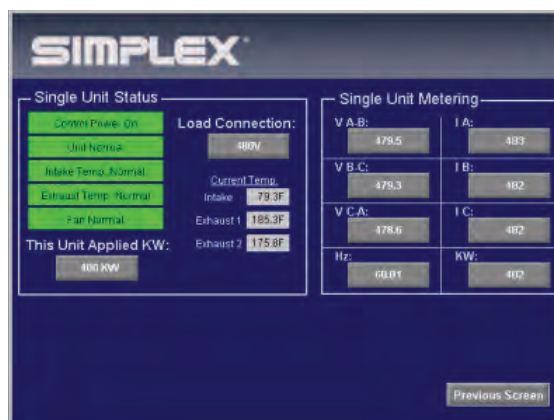 SIMPLEX
Single Unit Status
Control Power On
Unit Normal
Intake Temp. Normal
Exhaust Temp. Normal
Fan Normal
This Unit Applied KW:
400 KW
Load Connection:
480V
Current Temp.
Intake 79.3F
Exhaust 1 185.3F
Exhaust 2 175.8F
Single Unit Metering
V A-B: I A:
479.5 483
V B-C: I B:
479.3 482
V C-A: I C:
478.6 482
Hz: KW:
60.01 402
Previous Screen